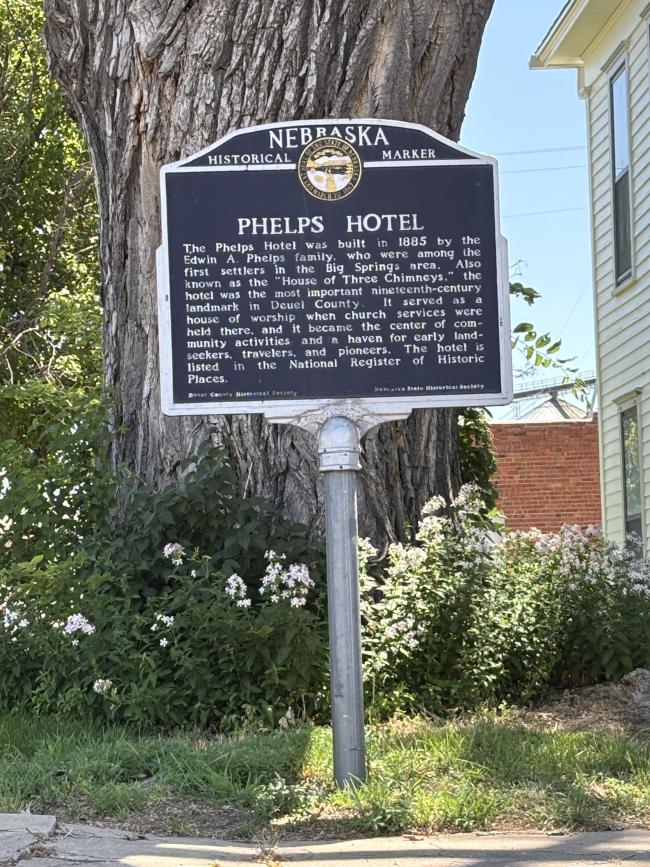 NEBRASKA
HISTORICAL MARKER
PHELPS HOTEL
The Phelps Hotel was built in 1885 by the
Edwin A. Phelps family, who were among the
first settlers in the Big Springs area. Also
known as the "House of Three Chimneys," the
hotel was the most important nineteenth-century
landmark in Deuel County. It served as a
house of worship when church services were
held there, and it became the center of com-
munity activities and a haven for early land-
seekers, travelers, and pioneers. The hotel is
listed in the National Register of Historic
Places.
Deuel County Historical Society Nebraska State Historical Society